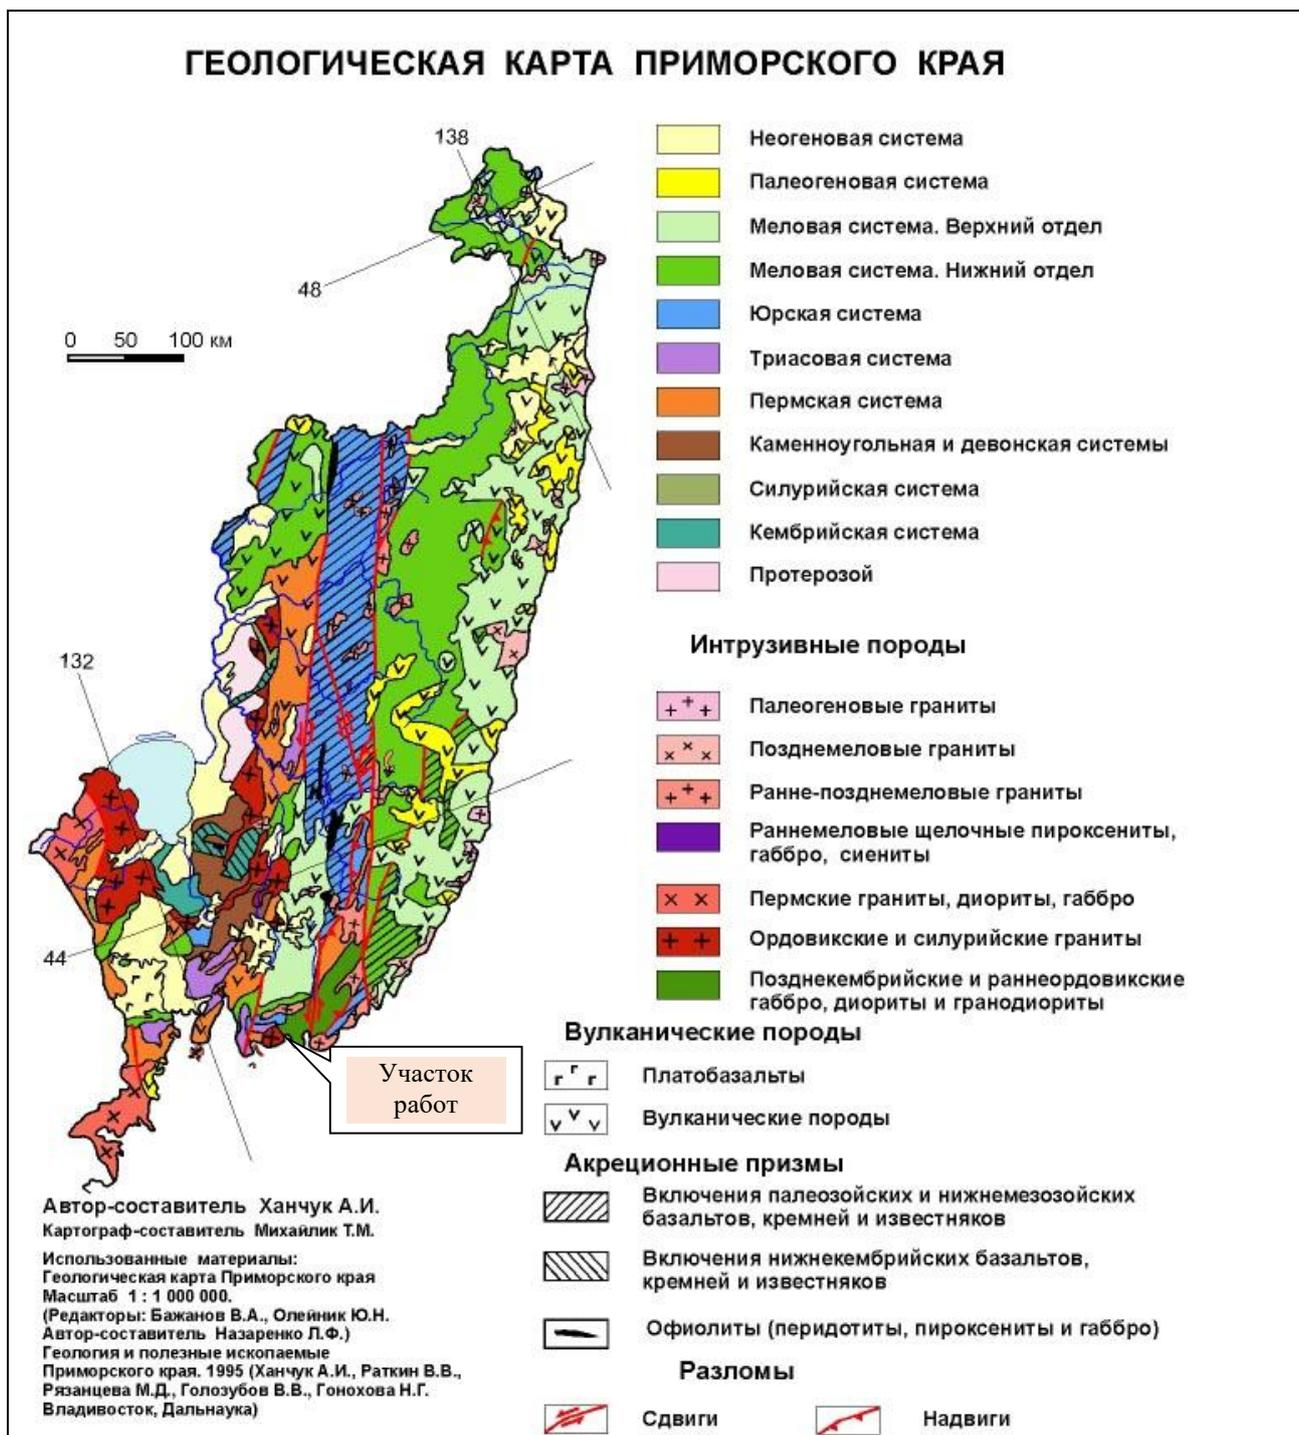 ГЕОЛОГИЧЕСКАЯ КАРТА ПРИМОРСКОГО КРАЯ
138
48
0 50 100 км
132
44
Участок
работ
Неогеновая система
Палеогеновая система
Меловая система. Верхний отдел
Меловая система. Нижний отдел
Юрская система
Триасовая система
Пермская система
Каменноугольная и девонская системы
Силурийская система
Кембрийская система
Протерозой
Интрузивные породы
Палеогеновые граниты
Позднемеловые граниты
Ранне-позднемеловые граниты
Раннемеловые щелочные пироксениты,
габбро, сиениты
Пермские граниты, диориты, габбро
Ордовикские и силурийские граниты
Позднекембрийские и раннеордовикские
габбро, диориты и гранодиориты
Вулканические породы
Платобазальты
Вулканические породы
Акреционные призмы
Включения палеозойских и нижнемезозойских
базальтов, кремней и известняков
Включения нижнекембрийских базальтов,
кремней и известняков
Офиолиты (перидотиты, пироксениты и габбро)
Разломы
Сдвиги
Надвиги
Автор-составитель Ханчук А.И.
Картограф-составитель Михайлик Т.М.
Использованные материалы:
Геологическая карта Приморского края
Масштаб 1 : 1 000 000.
(Редакторы: Бажанов В.А., Олейник Ю.Н.
Автор-составитель Назаренко Л.Ф.)
Геология и полезные ископаемые
Приморского края. 1995 (Ханчук А.И., Раткин В.В.,
Рязанцева М.Д., Голозубов В.В., Гонохова Н.Г.
Владивосток, Дальнаука)